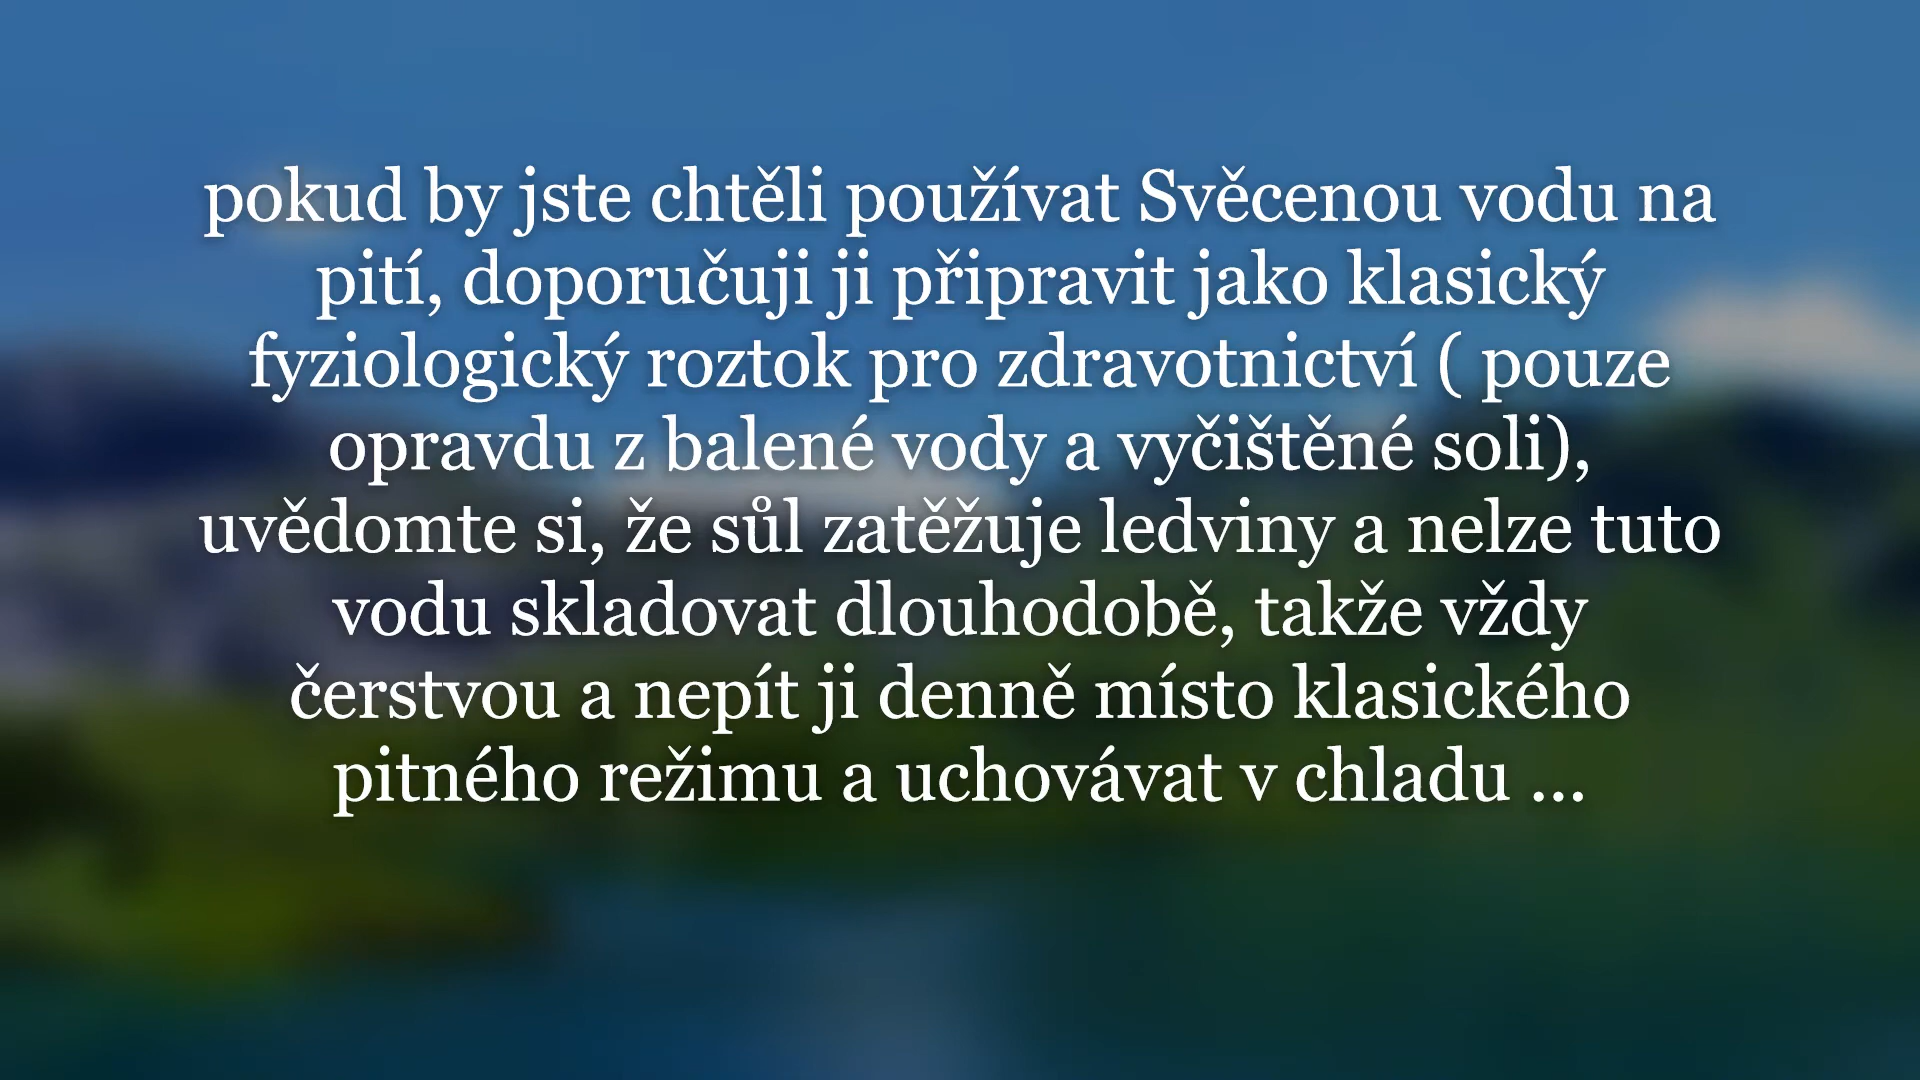 pokud by jste chtěli používat Svěcenou vodu na
pití, doporučuji ji připravit jako klasický
fyziologický roztok pro zdravotnictví ( pouze
opravdu z balené vody a vyčištěné soli),
uvědomte si, že sůl zatěžuje ledviny a nelze tuto
vodu skladovat dlouhodobě, takže vždy
čerstvou a nepít ji denně místo klasického
pitného režimu a uchovávat v chladu ...